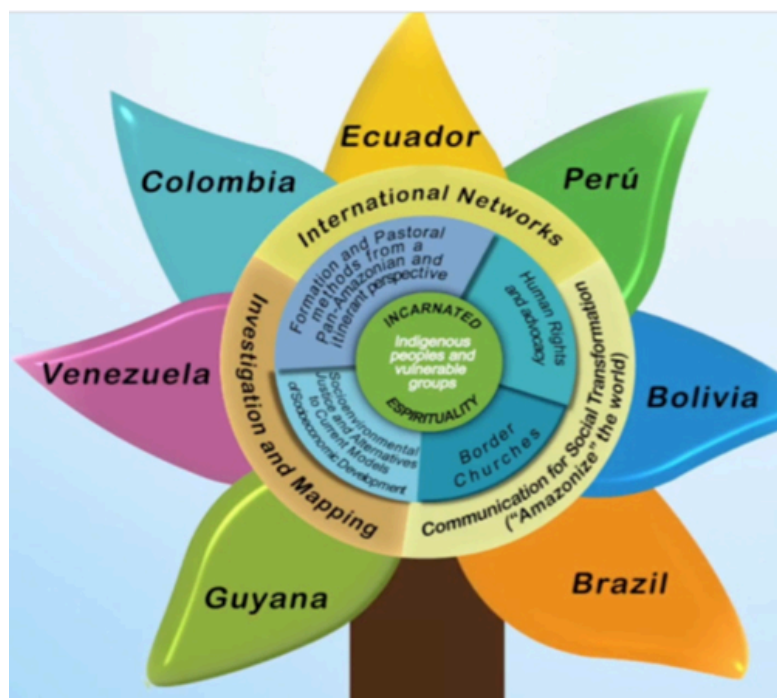 Ecuador
Colombia
Perú
Venezuela
Bolivia
Guyana
Brazil
International Networks
Investigation and Mapping
Communication for Social Transformation
("Amazonize" the world)
Formation and Pastoral
methods from a
Pan-Amazonian and
itinerant perspective
Human Rights
and advocacy
Socioenvironmental
Justice and Alternatives
to Current Models
of Socioeconomic Development
Border
Churches
INCARNATED
Indigenous
peoples and
vulnerable
groups
ESPIRITUALITY